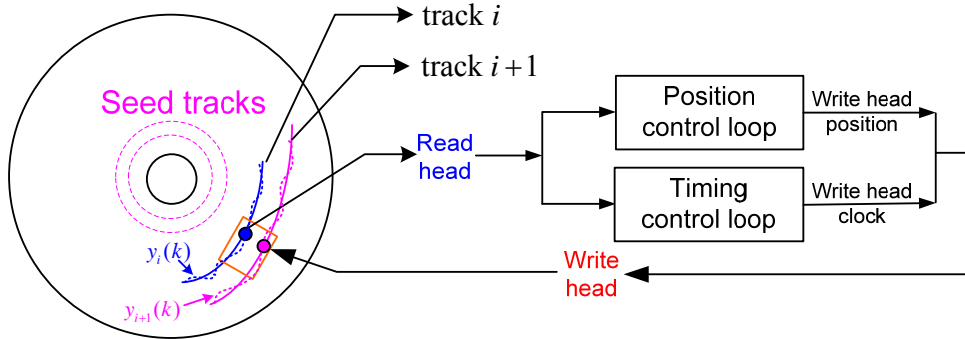 track i
track i+1
Seed tracks
Read
head
Position
control loop
Write head
position
Timing
control loop
Write head
clock
Write
head
y_i(k)
y_{i+1}(k)